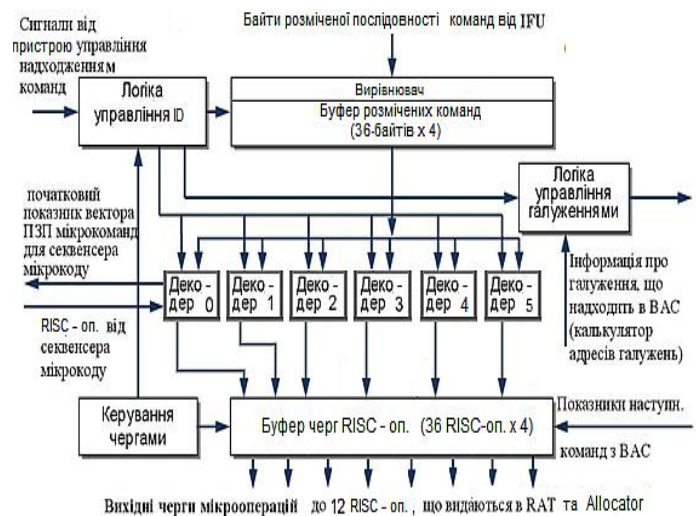 Сигнали від
пристрою управління
надходженням
команд
Байти розміченої послідовності команд від IFU
Логіка
управління ID
Вирівнювач
Буфер розмічених команд
(36-байтів х 4)
Логіка
управління
галуженнями
початковий
показник вектора
ПЗП мікрокоманд
для секвенсера
мікрокоду
Деко-
дер 0
Деко-
дер 1
Деко-
дер 2
Деко-
дер 3
Деко-
дер 4
Деко-
дер 5
Інформація про
галуження, що
надходить в ВАС
(калькулятор
адресів галужень)
RISC - оп. від
секвенсера
мікрокоду
Керування
чергами
Буфер черг RISC - оп. (36 RISC-оп. х 4)
Показники наступн.
команд з ВАС
Вихідні черги мікрооперацій до 12 RISC - оп. , що видаються в RAT та Allocator